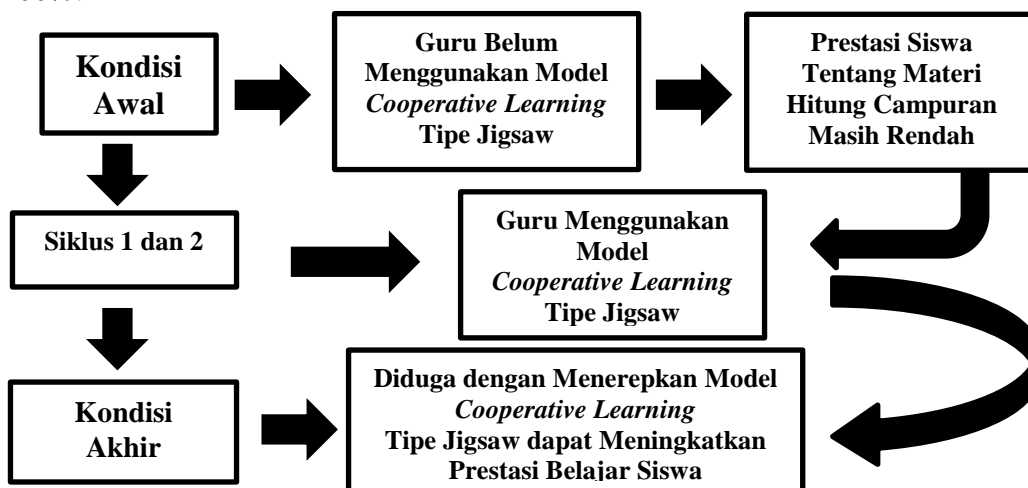 Kondisi
Awal
Guru Belum
Menggunakan Model
Cooperative Learning
Tipe Jigsaw
Prestasi Siswa
Tentang Materi
Hitung Campuran
Masih Rendah
Siklus 1 dan 2
Guru Menggunakan
Model
Cooperative Learning
Tipe Jigsaw
Kondisi
Akhir
Diduga dengan Menerepkan Model
Cooperative Learning
Tipe Jigsaw dapat Meningkatkan
Prestasi Belajar Siswa